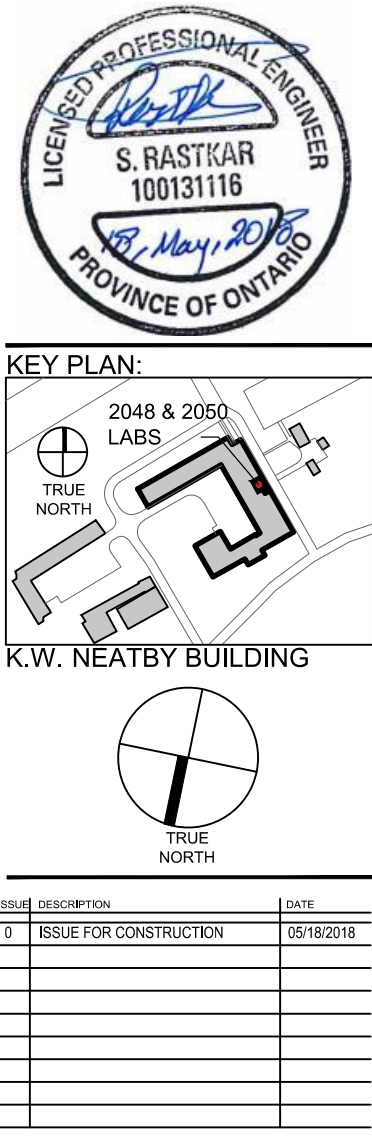 LICENSED PROFESSIONAL ENGINEER
S. RASTKAR
100131116
18, May, 2018
PROVINCE OF ONTARIO
KEY PLAN:
2048 & 2050
LABS
TRUE
NORTH
K.W. NEATBY BUILDING
TRUE
NORTH
ISSUE DESCRIPTION DATE
0 ISSUE FOR CONSTRUCTION 05/18/2018